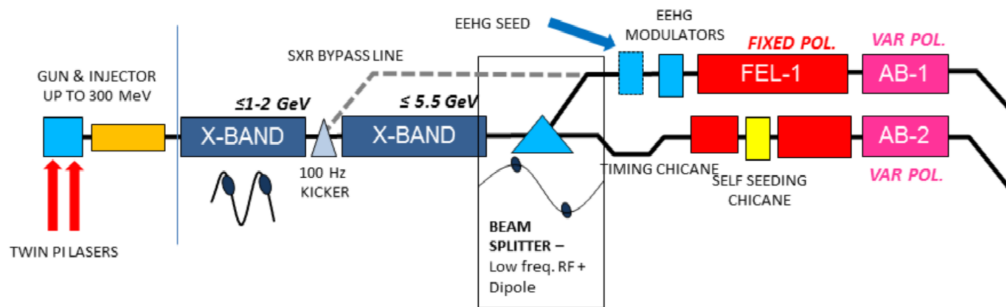 EEHG SEED
EEHG
MODULATORS
FIXED POL.
VAR POL.
SXR BYPASS LINE
GUN & INJECTOR
UP TO 300 MeV
FEL-1
AB-1
≤1-2 GeV
≤ 5.5 GeV
X-BAND
X-BAND
AB-2
100 Hz
KICKER
TIMING CHICANE
SELF SEEDING
CHICANE
VAR POL.
TWIN PI LASERS
BEAM
SPLITTER –
Low freq. RF +
Dipole